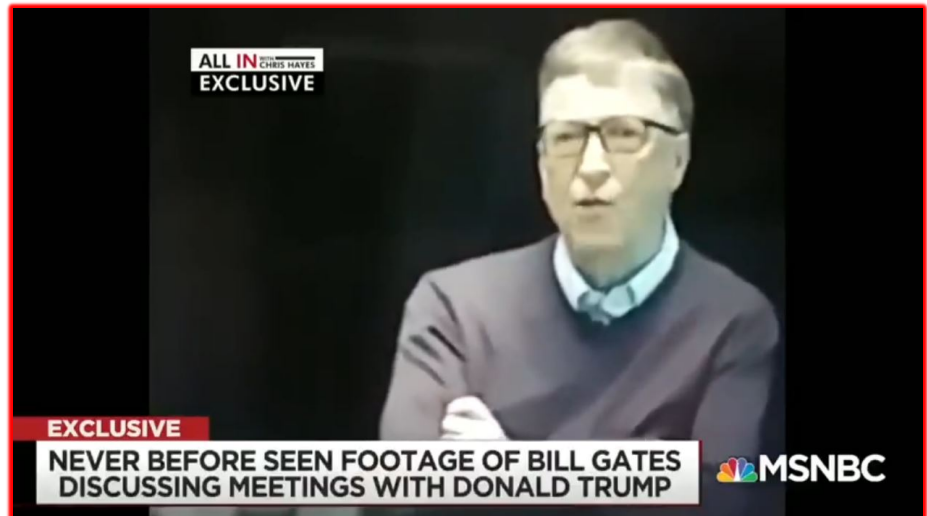 ALL IN WITH CHRIS HAYES
EXCLUSIVE
EXCLUSIVE
NEVER BEFORE SEEN FOOTAGE OF BILL GATES
DISCUSSING MEETINGS WITH DONALD TRUMP
MSNBC